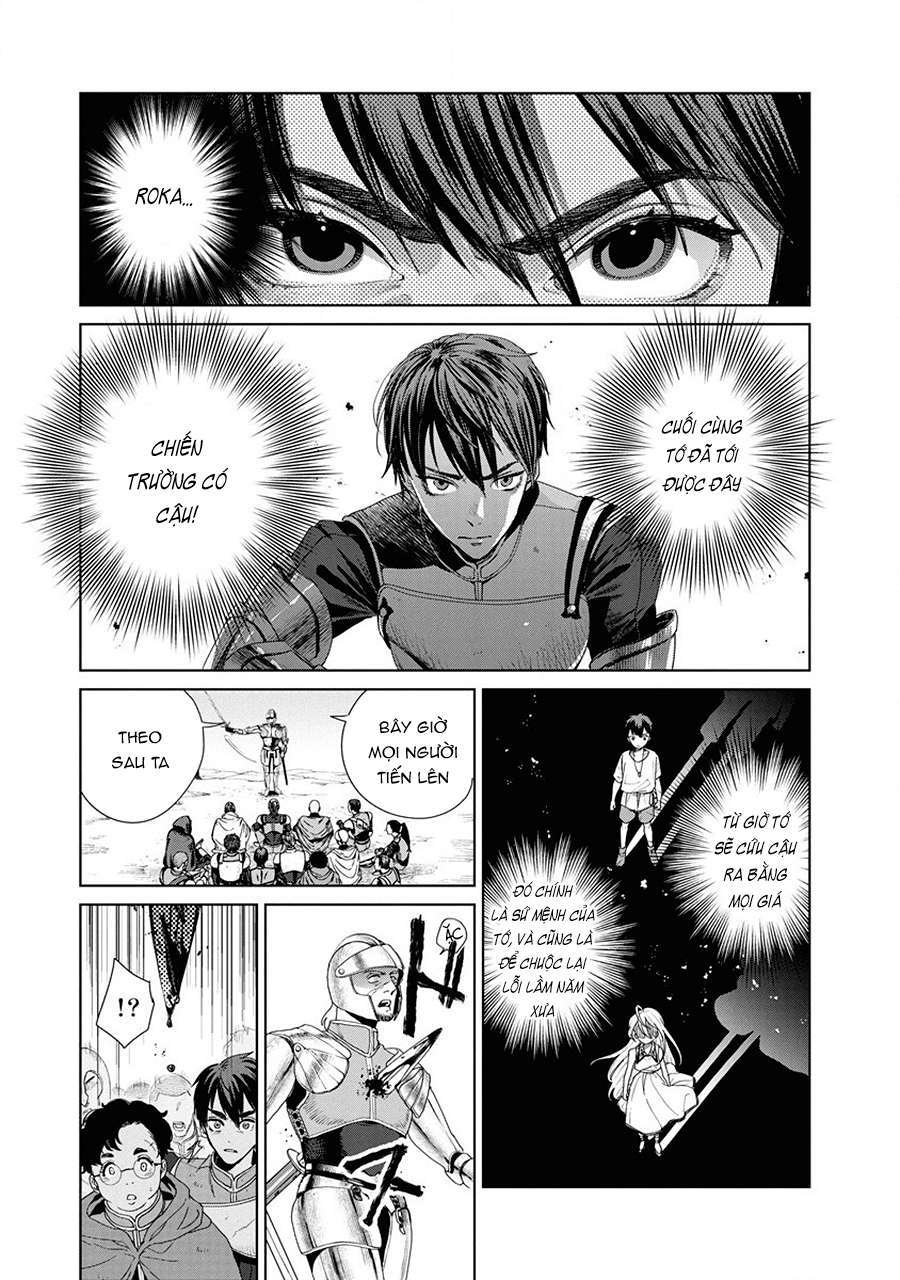 ROKA...
CUỐI CÙNG
TỚ ĐÃ TỚI
ĐƯỢC ĐÂY
CHIẾN
TRƯỜNG CÓ
CẬU!
TỪ GIỜ TỚ
SẼ CỨU CẬU
RA BẰNG
MỌI GIÁ
ĐÓ CHÍNH
LÀ SỨ MỆNH CỦA
TỚ, VÀ CŨNG LÀ
ĐỂ CHUỘC LẠI
LỖI LẦM NĂM
XƯA
BÂY GIỜ
MỌI NGƯỜI
TIẾN LÊN
THEO
SAU TA
ẶC
!?